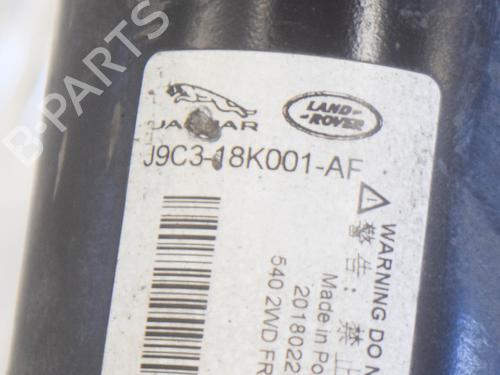 JAGUAR
LAND-
-ROVER
J9C3-18K001-AF
WARNING DO N
警告: 禁止
Made in Po
2018022
540 2WD FR
B-PARTS